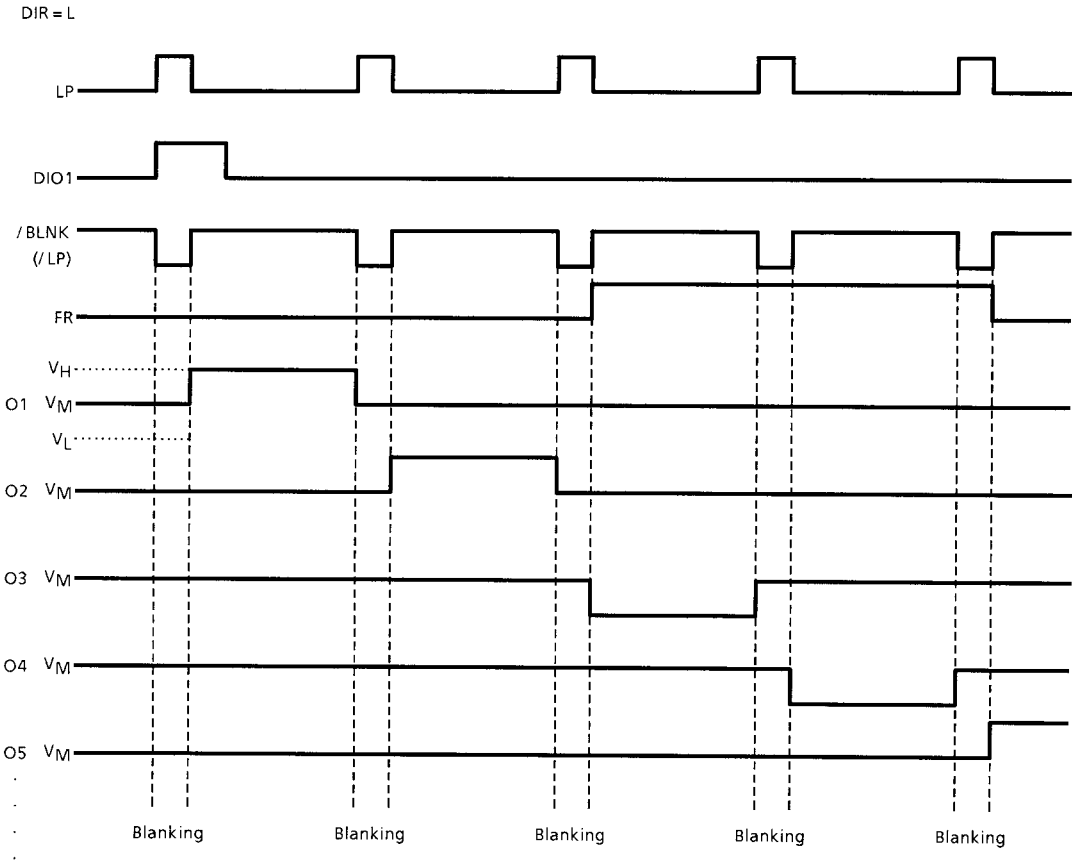 DIR = L
LP
DIO1
/ BLNK
(/ LP)
FR
VH
O1 VM
VL
O2 VM
O3 VM
O4 VM
O5 VM
Blanking Blanking Blanking Blanking Blanking